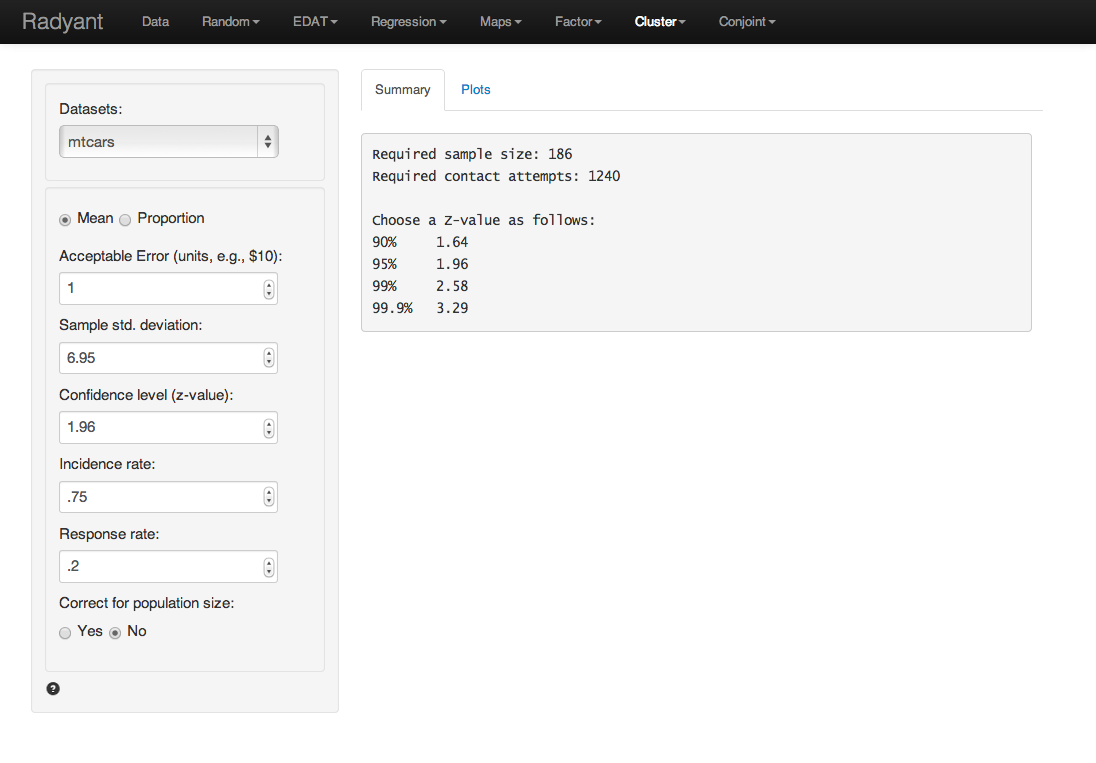 Radyant Data Random EDAT Regression Maps Factor Cluster Conjoint
Datasets:
mtcars
Mean Proportion
Acceptable Error (units, e.g., $10):
1
Sample std. deviation:
6.95
Confidence level (z-value):
1.96
Incidence rate:
.75
Response rate:
.2
Correct for population size:
Yes No
?
Summary Plots
Required sample size: 186
Required contact attempts: 1240
Choose a Z-value as follows:
90% 1.64
95% 1.96
99% 2.58
99.9% 3.29